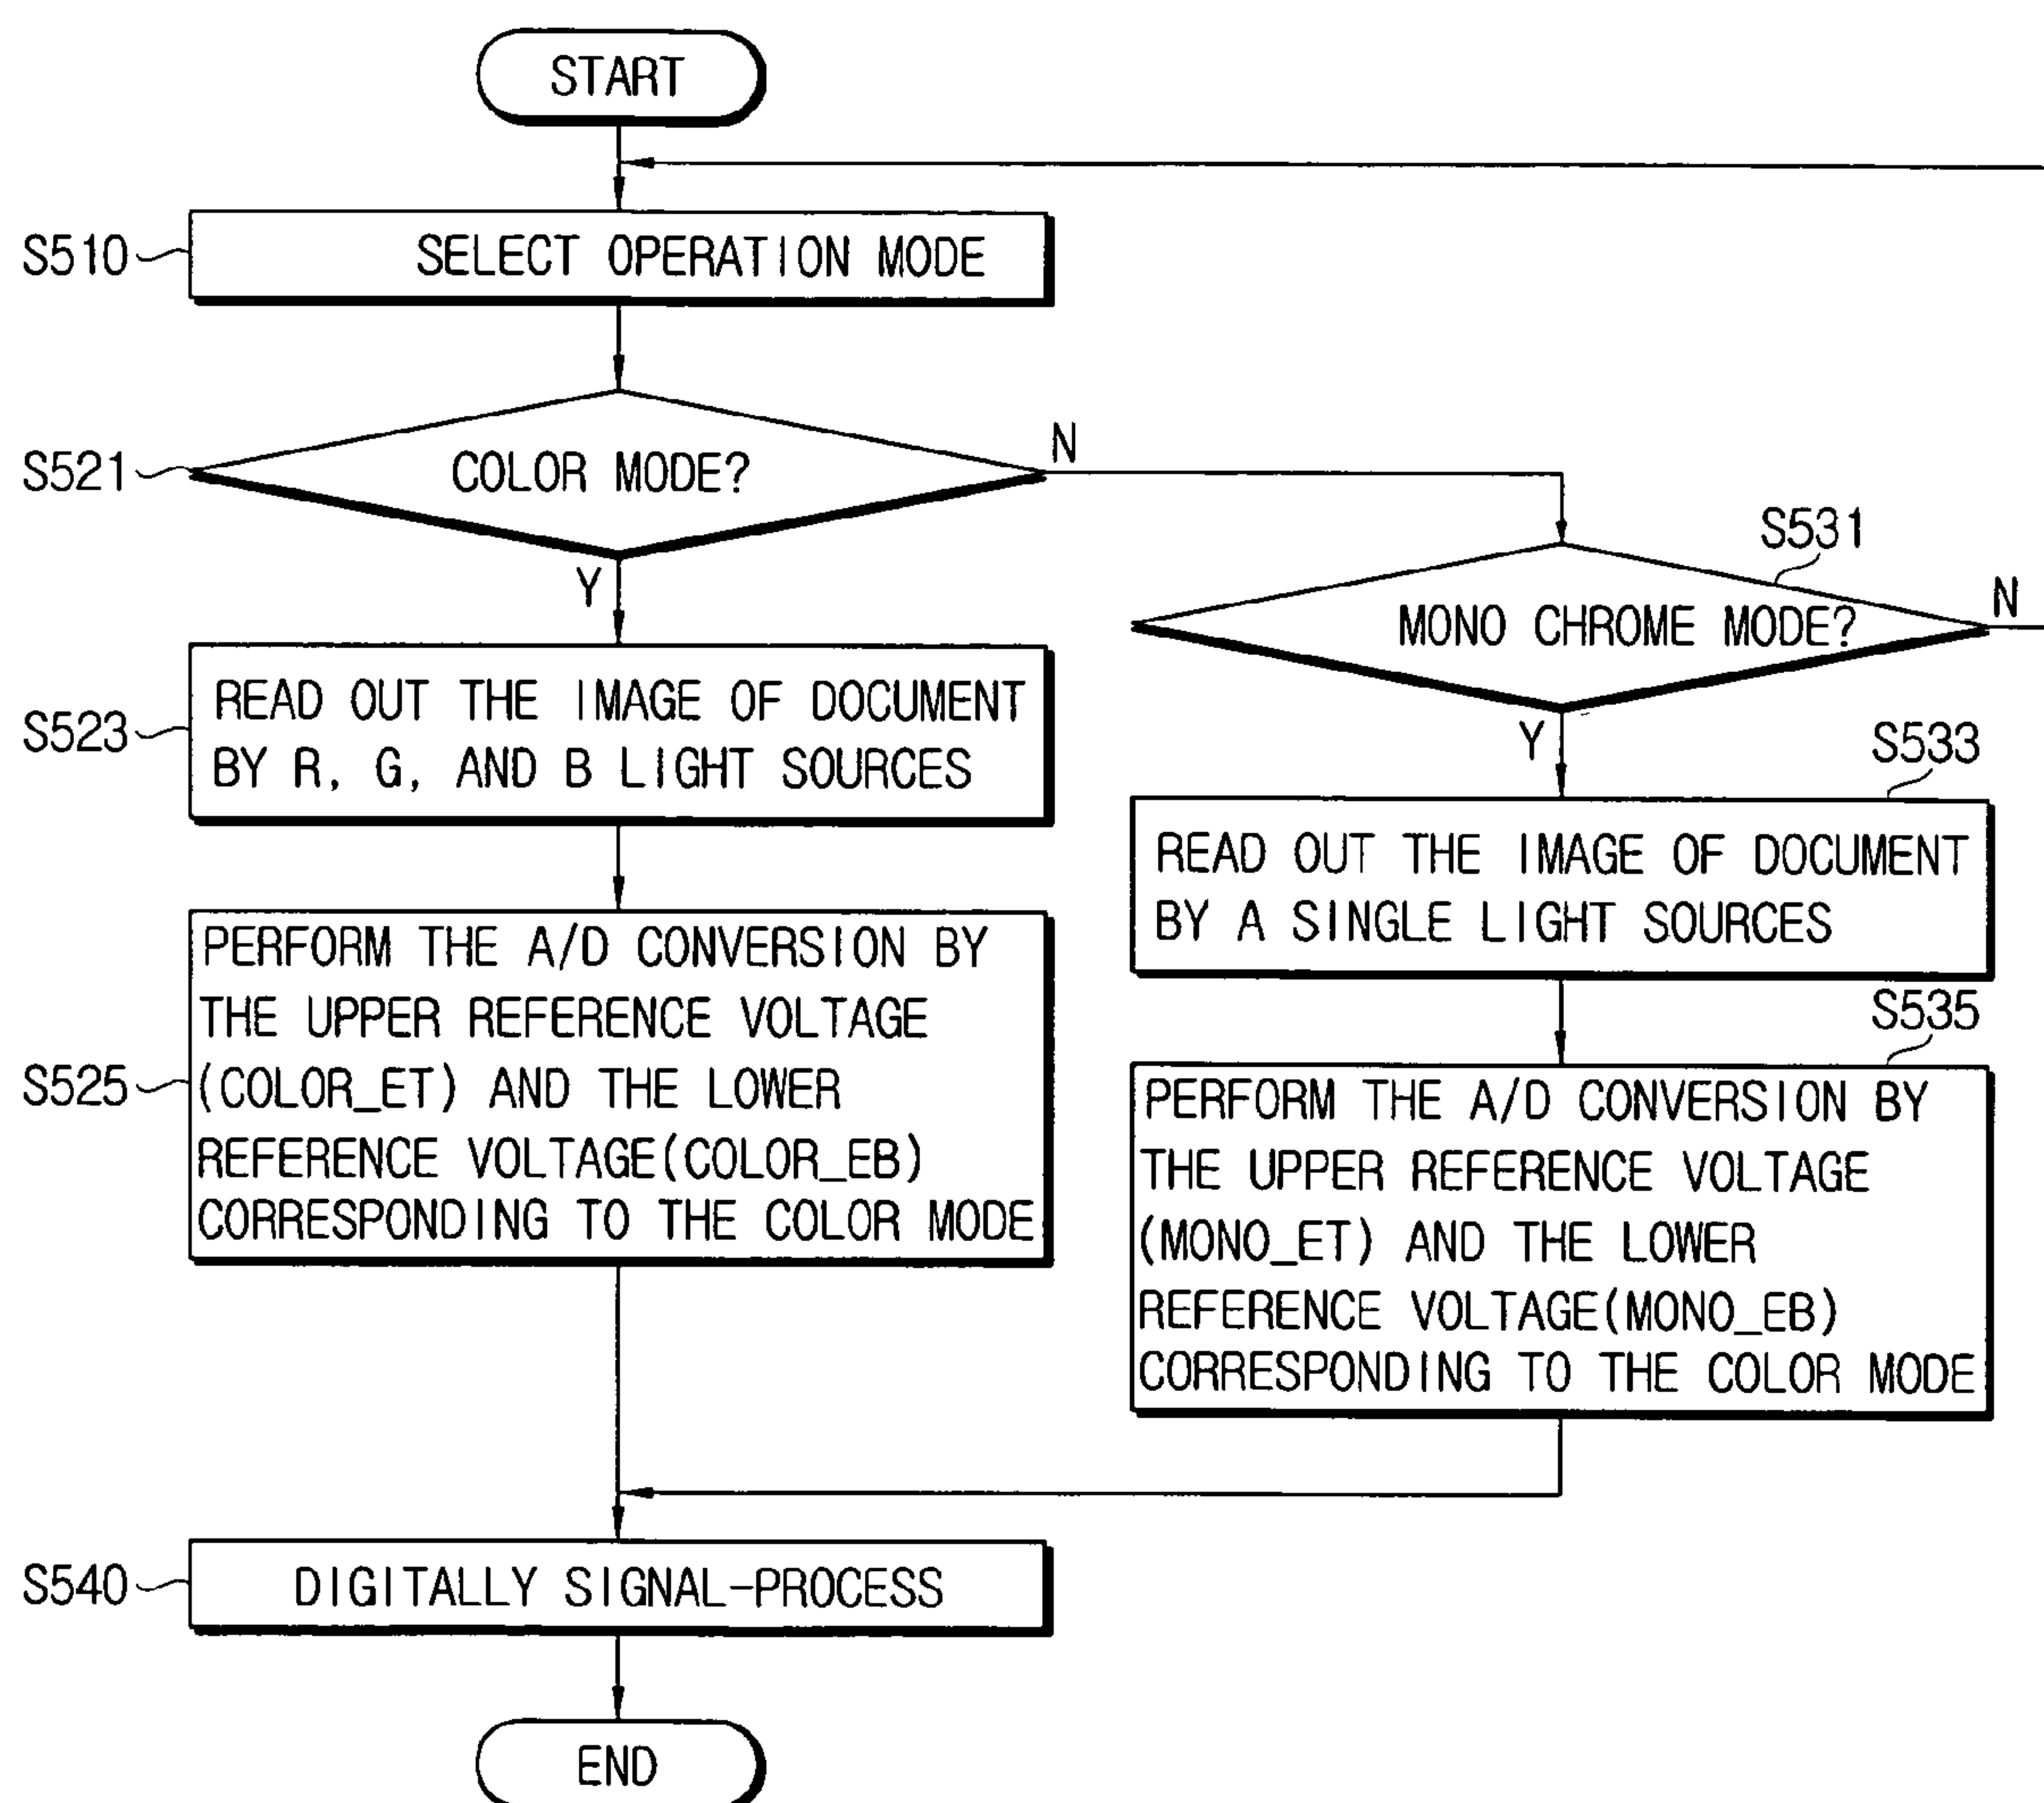 START
S510
SELECT OPERATION MODE
S521
COLOR MODE?
N
Y
S531
MONO CHROME MODE?
N
Y
S523
READ OUT THE IMAGE OF DOCUMENT
BY R, G, AND B LIGHT SOURCES
S533
READ OUT THE IMAGE OF DOCUMENT
BY A SINGLE LIGHT SOURCES
S525
PERFORM THE A/D CONVERSION BY
THE UPPER REFERENCE VOLTAGE
(COLOR_ET) AND THE LOWER
REFERENCE VOLTAGE(COLOR_EB)
CORRESPONDING TO THE COLOR MODE
S535
PERFORM THE A/D CONVERSION BY
THE UPPER REFERENCE VOLTAGE
(MONO_ET) AND THE LOWER
REFERENCE VOLTAGE(MONO_EB)
CORRESPONDING TO THE COLOR MODE
S540
DIGITALLY SIGNAL-PROCESS
END